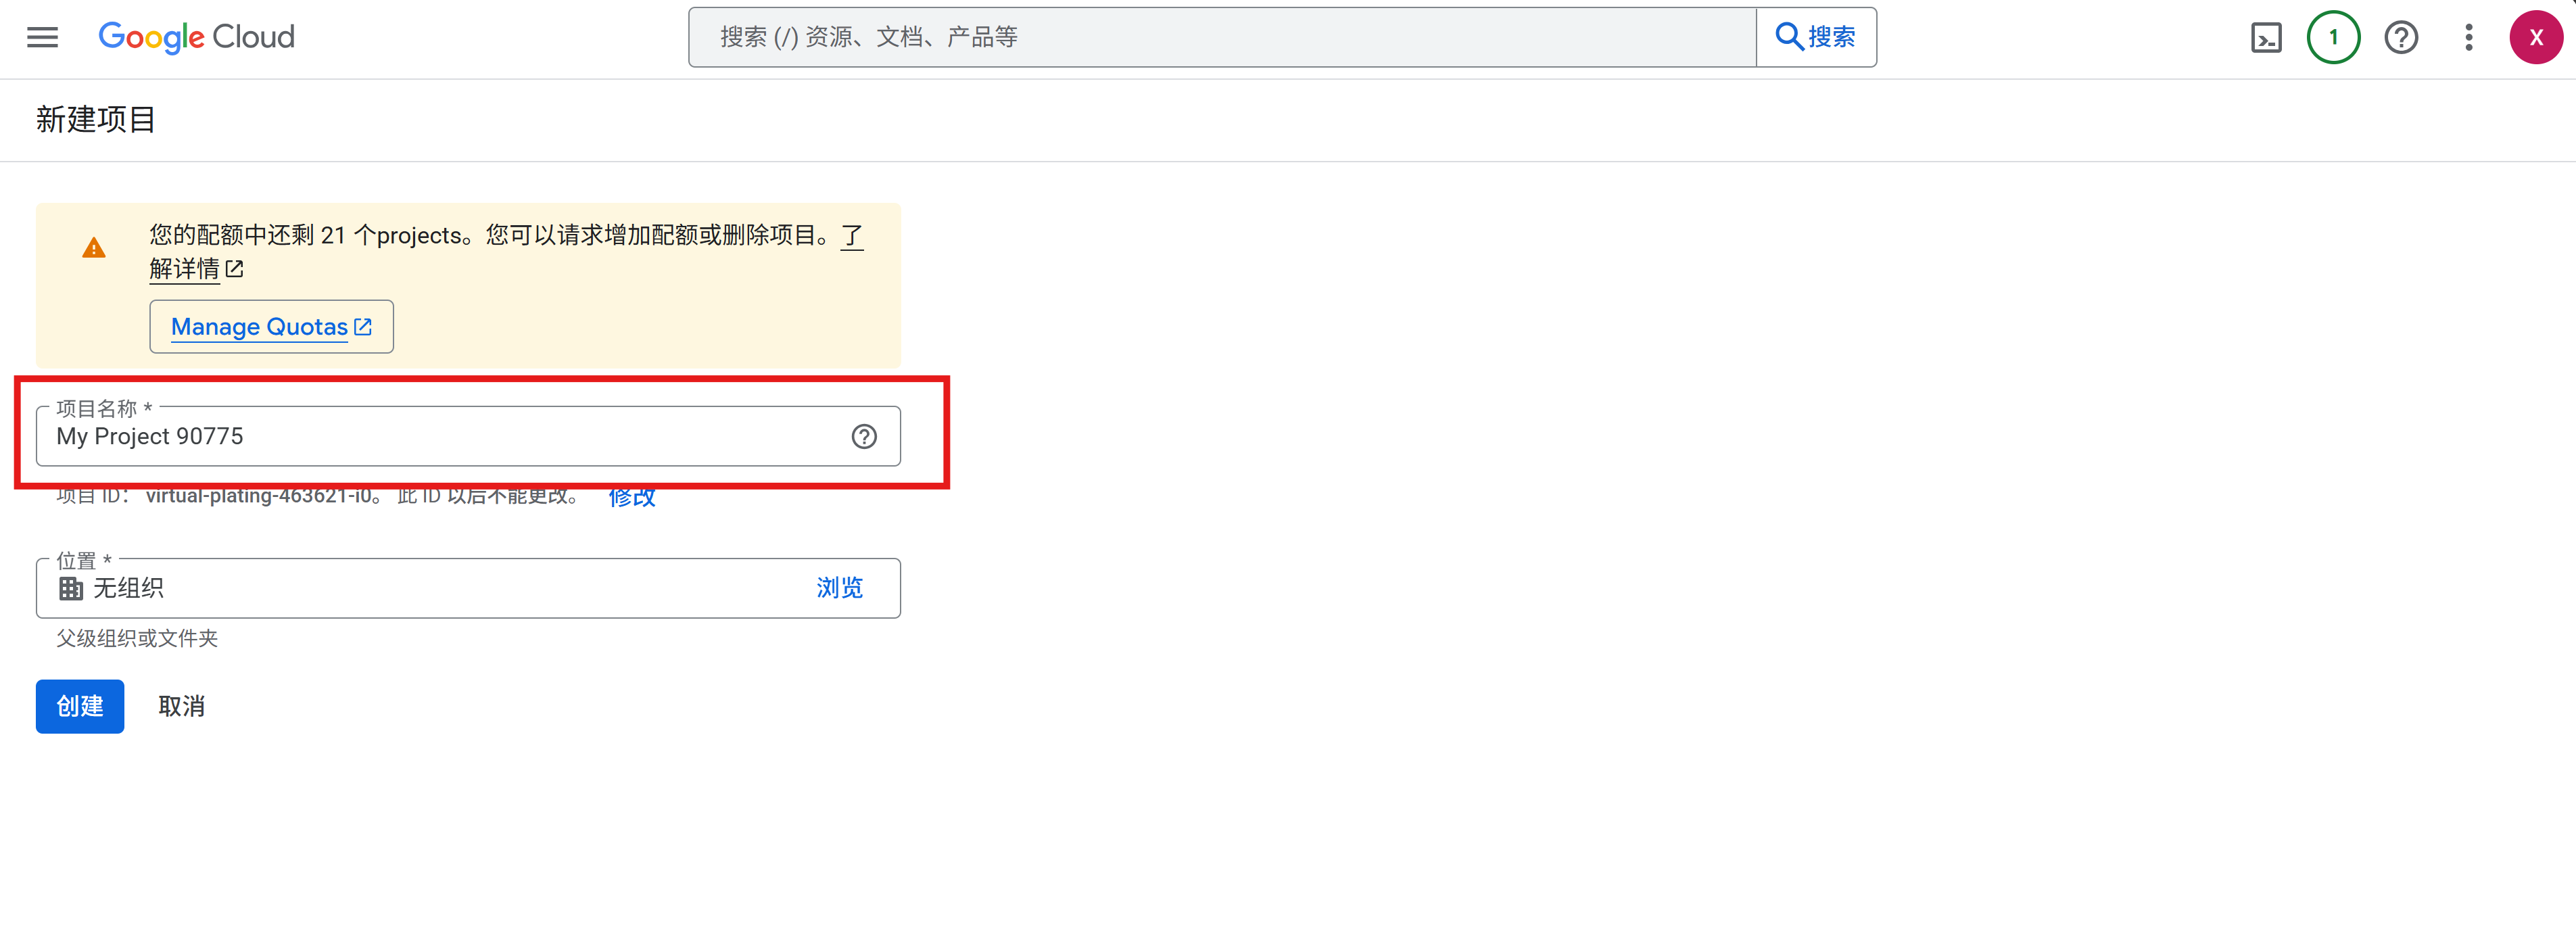 Google Cloud
搜索 (/) 资源、文档、产品等
搜索
1
X
新建项目
您的配额中还剩 21 个projects。您可以请求增加配额或删除项目。了
解详情
Manage Quotas
项目名称 *
My Project 90775
项目 ID： virtual-plating-463621-i0。 此 ID 以后不能更改。 修改
位置 *
无组织
浏览
父级组织或文件夹
创建
取消